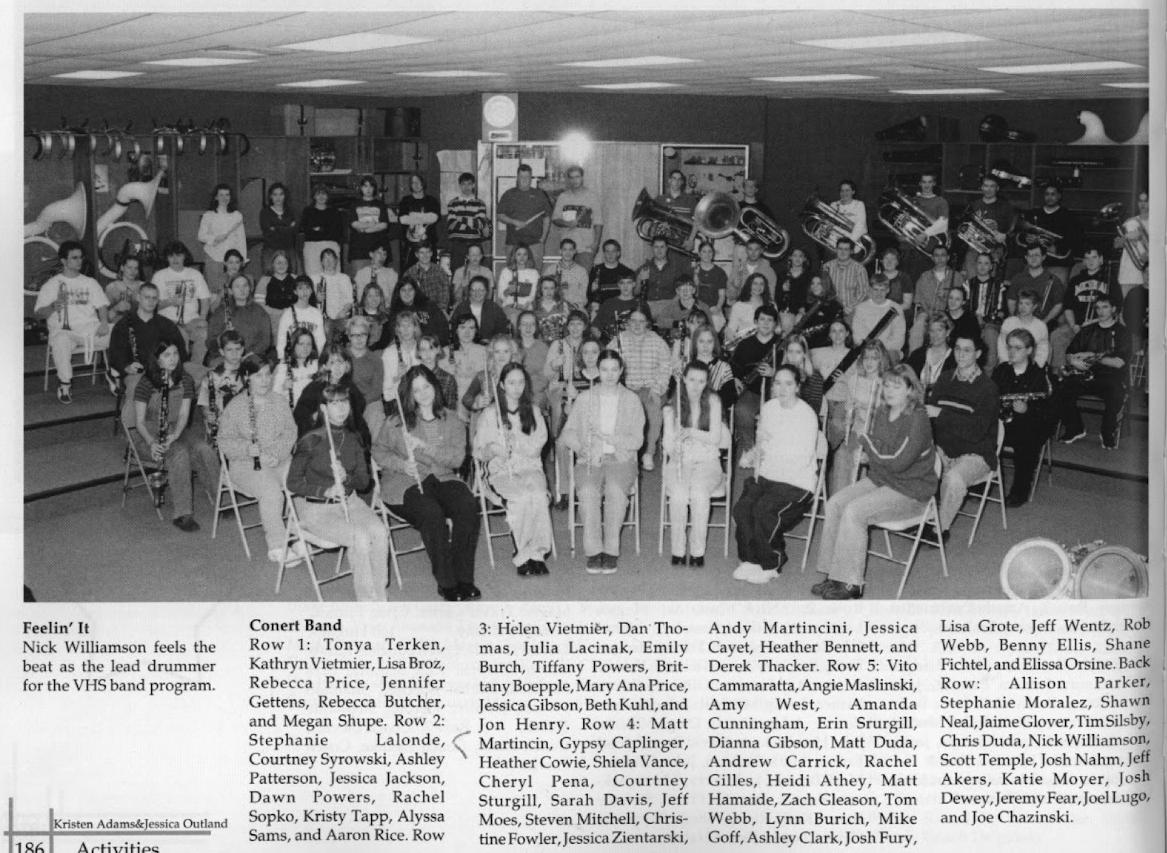 Feelin' It
Nick Williamson feels the
beat as the lead drummer
for the VHS band program.
Conert Band
Row 1: Tonya Terken,
Kathryn Vietmier, Lisa Broz,
Rebecca Price, Jennifer
Gettens, Rebecca Butcher,
and Megan Shupe. Row 2:
Stephanie Lalonde,
Courtney Syrowski, Ashley
Patterson, Jessica Jackson,
Dawn Powers, Rachel
Sopko, Kristy Tapp, Alyssa
Sams, and Aaron Rice. Row
3: Helen Vietmier, Dan Tho-
mas, Julia Lacinak, Emily
Burch, Tiffany Powers, Brit-
tany Boepple, Mary Ana Price,
Jessica Gibson, Beth Kuhl, and
Jon Henry. Row 4: Matt
Martincin, Gypsy Caplinger,
Heather Cowie, Shiela Vance,
Cheryl Pena, Courtney
Sturgill, Sarah Davis, Jeff
Moes, Steven Mitchell, Chris-
tine Fowler, Jessica Zientarski,
Andy Martincini, Jessica
Cayet, Heather Bennett, and
Derek Thacker. Row 5: Vito
Cammaratta, Angie Maslinski,
Amy West, Amanda
Cunningham, Erin Srurgill,
Dianna Gibson, Matt Duda,
Andrew Carrick, Rachel
Gilles, Heidi Athey, Matt
Hamaide, Zach Gleason, Tom
Webb, Lynn Burich, Mike
Goff, Ashley Clark, Josh Fury,
Lisa Grote, Jeff Wentz, Rob
Webb, Benny Ellis, Shane
Fichtel, and Elissa Orsine. Back
Row: Allison Parker,
Stephanie Moralez, Shawn
Neal, Jaime Glover, Tim Silsby,
Chris Duda, Nick Williamson,
Scott Temple, Josh Nahm, Jeff
Akers, Katie Moyer, Josh
Dewey, Jeremy Fear, Joel Lugo,
and Joe Chazinski.
Kristen Adams&Jessica Outland
186 Activities